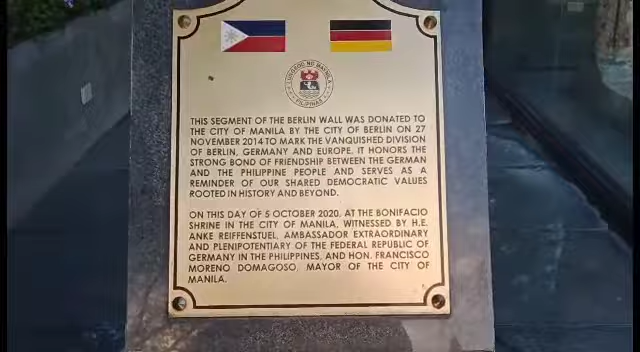 LUNGSOD NG MAYNILA
PILIPINAS
THIS SEGMENT OF THE BERLIN WALL WAS DONATED TO
THE CITY OF MANILA BY THE CITY OF BERLIN ON 27
NOVEMBER 2014 TO MARK THE VANQUISHED DIVISION
OF BERLIN, GERMANY AND EUROPE. IT HONORS THE
STRONG BOND OF FRIENDSHIP BETWEEN THE GERMAN
AND THE PHILIPPINE PEOPLE AND SERVES AS A
REMINDER OF OUR SHARED DEMOCRATIC VALUES
ROOTED IN HISTORY AND BEYOND.
ON THIS DAY OF 5 OCTOBER 2020, AT THE BONIFACIO
SHRINE IN THE CITY OF MANILA, WITNESSED BY H.E.
ANKE REIFFENSTUEL, AMBASSADOR EXTRAORDINARY
AND PLENIPOTENTIARY OF THE FEDERAL REPUBLIC OF
GERMANY IN THE PHILIPPINES, AND HON. FRANCISCO
MORENO DOMAGOSO, MAYOR OF THE CITY OF
MANILA.